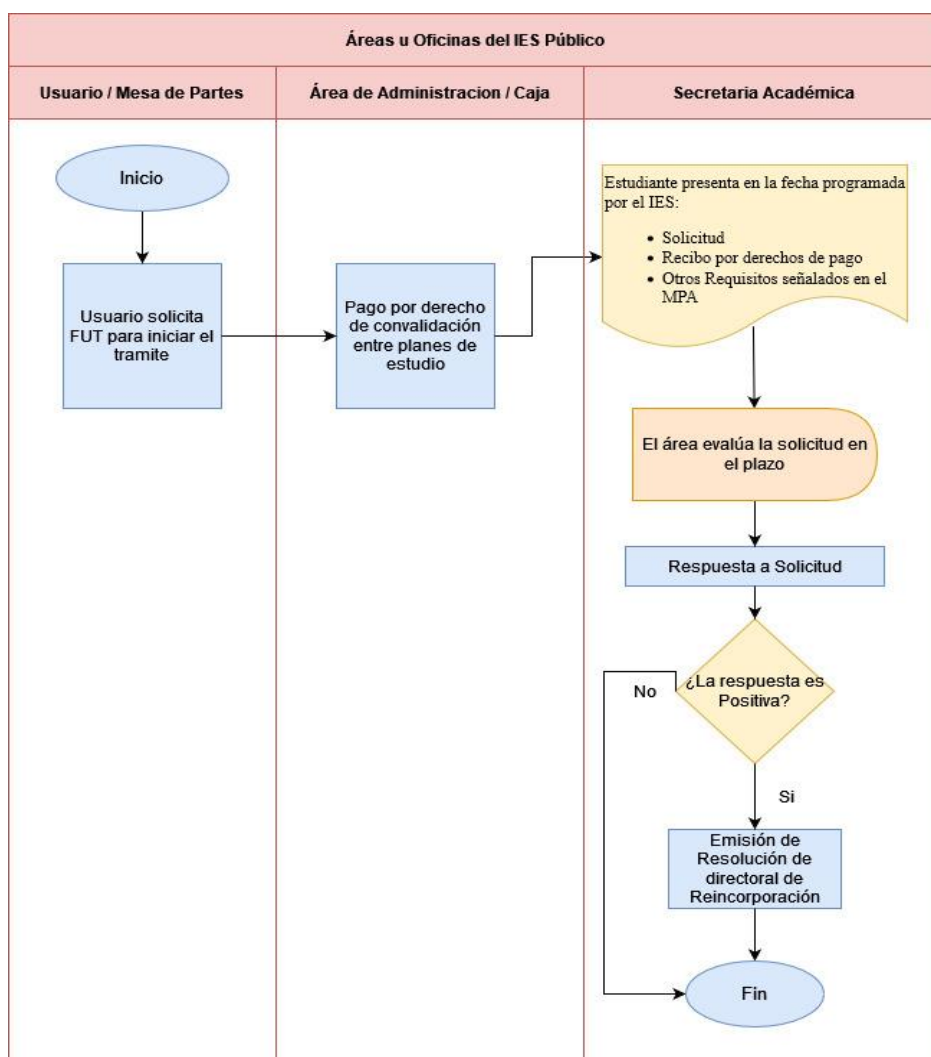 Áreas u Oficinas del IES Público
Usuario / Mesa de Partes
Área de Administracion / Caja
Secretaria Académica
Inicio
Usuario solicita
FUT para iniciar el
tramite
Pago por derecho
de convalidación
entre planes de
estudio
Estudiante presenta en la fecha programada
por el IES:
• Solicitud
• Recibo por derechos de pago
• Otros Requisitos señalados en el
MPA
El área evalúa la solicitud en
el plazo
Respuesta a Solicitud
¿La respuesta es
Positiva?
No
Si
Emisión de
Resolución de
directoral de
Reincorporación
Fin